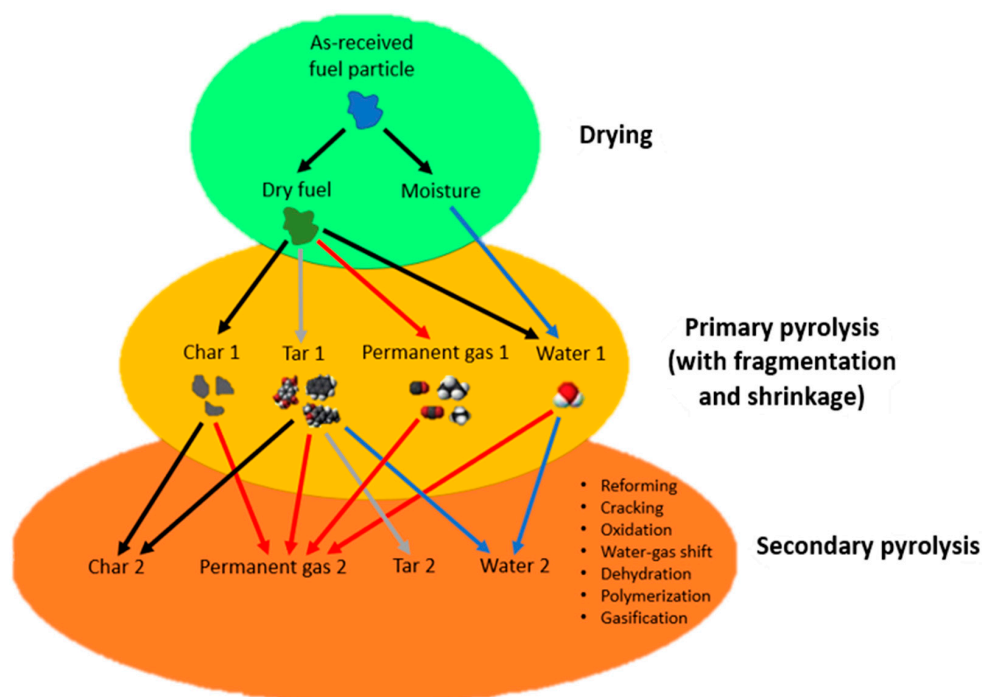 As-received
fuel particle
Drying
Dry fuel
Moisture
Primary pyrolysis
(with fragmentation
and shrinkage)
Char 1
Tar 1
Permanent gas 1
Water 1
• Reforming
• Cracking
• Oxidation
• Water-gas shift
• Dehydration
• Polymerization
• Gasification
Secondary pyrolysis
Char 2
Permanent gas 2
Tar 2
Water 2